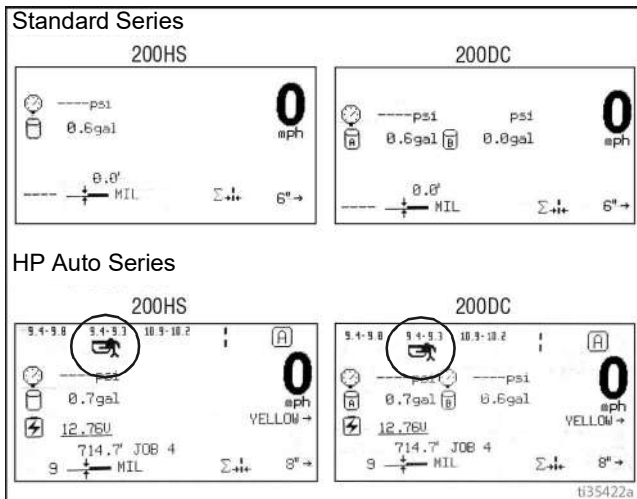 Standard Series
200HS
200DC
----psi
0
mph
0.6gal
0.0'
---- MIL
6"
----psi psi
0
mph
A 0.6gal B 0.0gal
0.0'
---- MIL
6"
HP Auto Series
200HS
200DC
9.4-9.8 9.4-9.3 10.9-10.2
A
----psi
0
mph
0.7gal
YELLOW
12.76V
714.7' JOB 4
9 MIL
8"
9.4-9.8 9.4-9.3 10.9-10.2
A
----psi ----psi
0
mph
A 0.7gal B 0.6gal
YELLOW
12.76V
714.7' JOB 4
9 MIL
8"
ti35422a